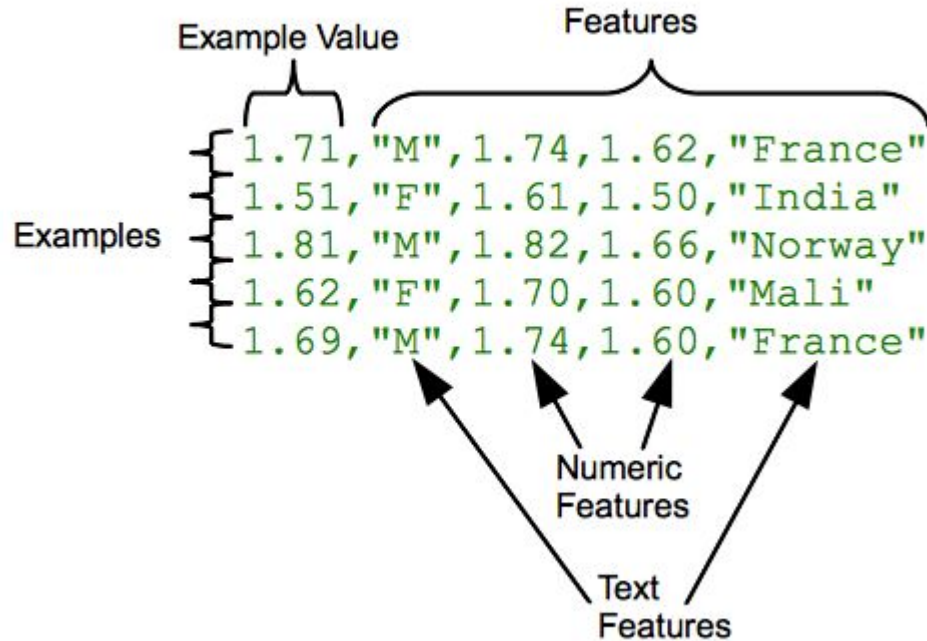 Example Value
Features
Examples
1.71,"M",1.74,1.62,"France"
1.51,"F",1.61,1.50,"India"
1.81,"M",1.82,1.66,"Norway"
1.62,"F",1.70,1.60,"Mali"
1.69,"M",1.74,1.60,"France"
Numeric
Features
Text
Features